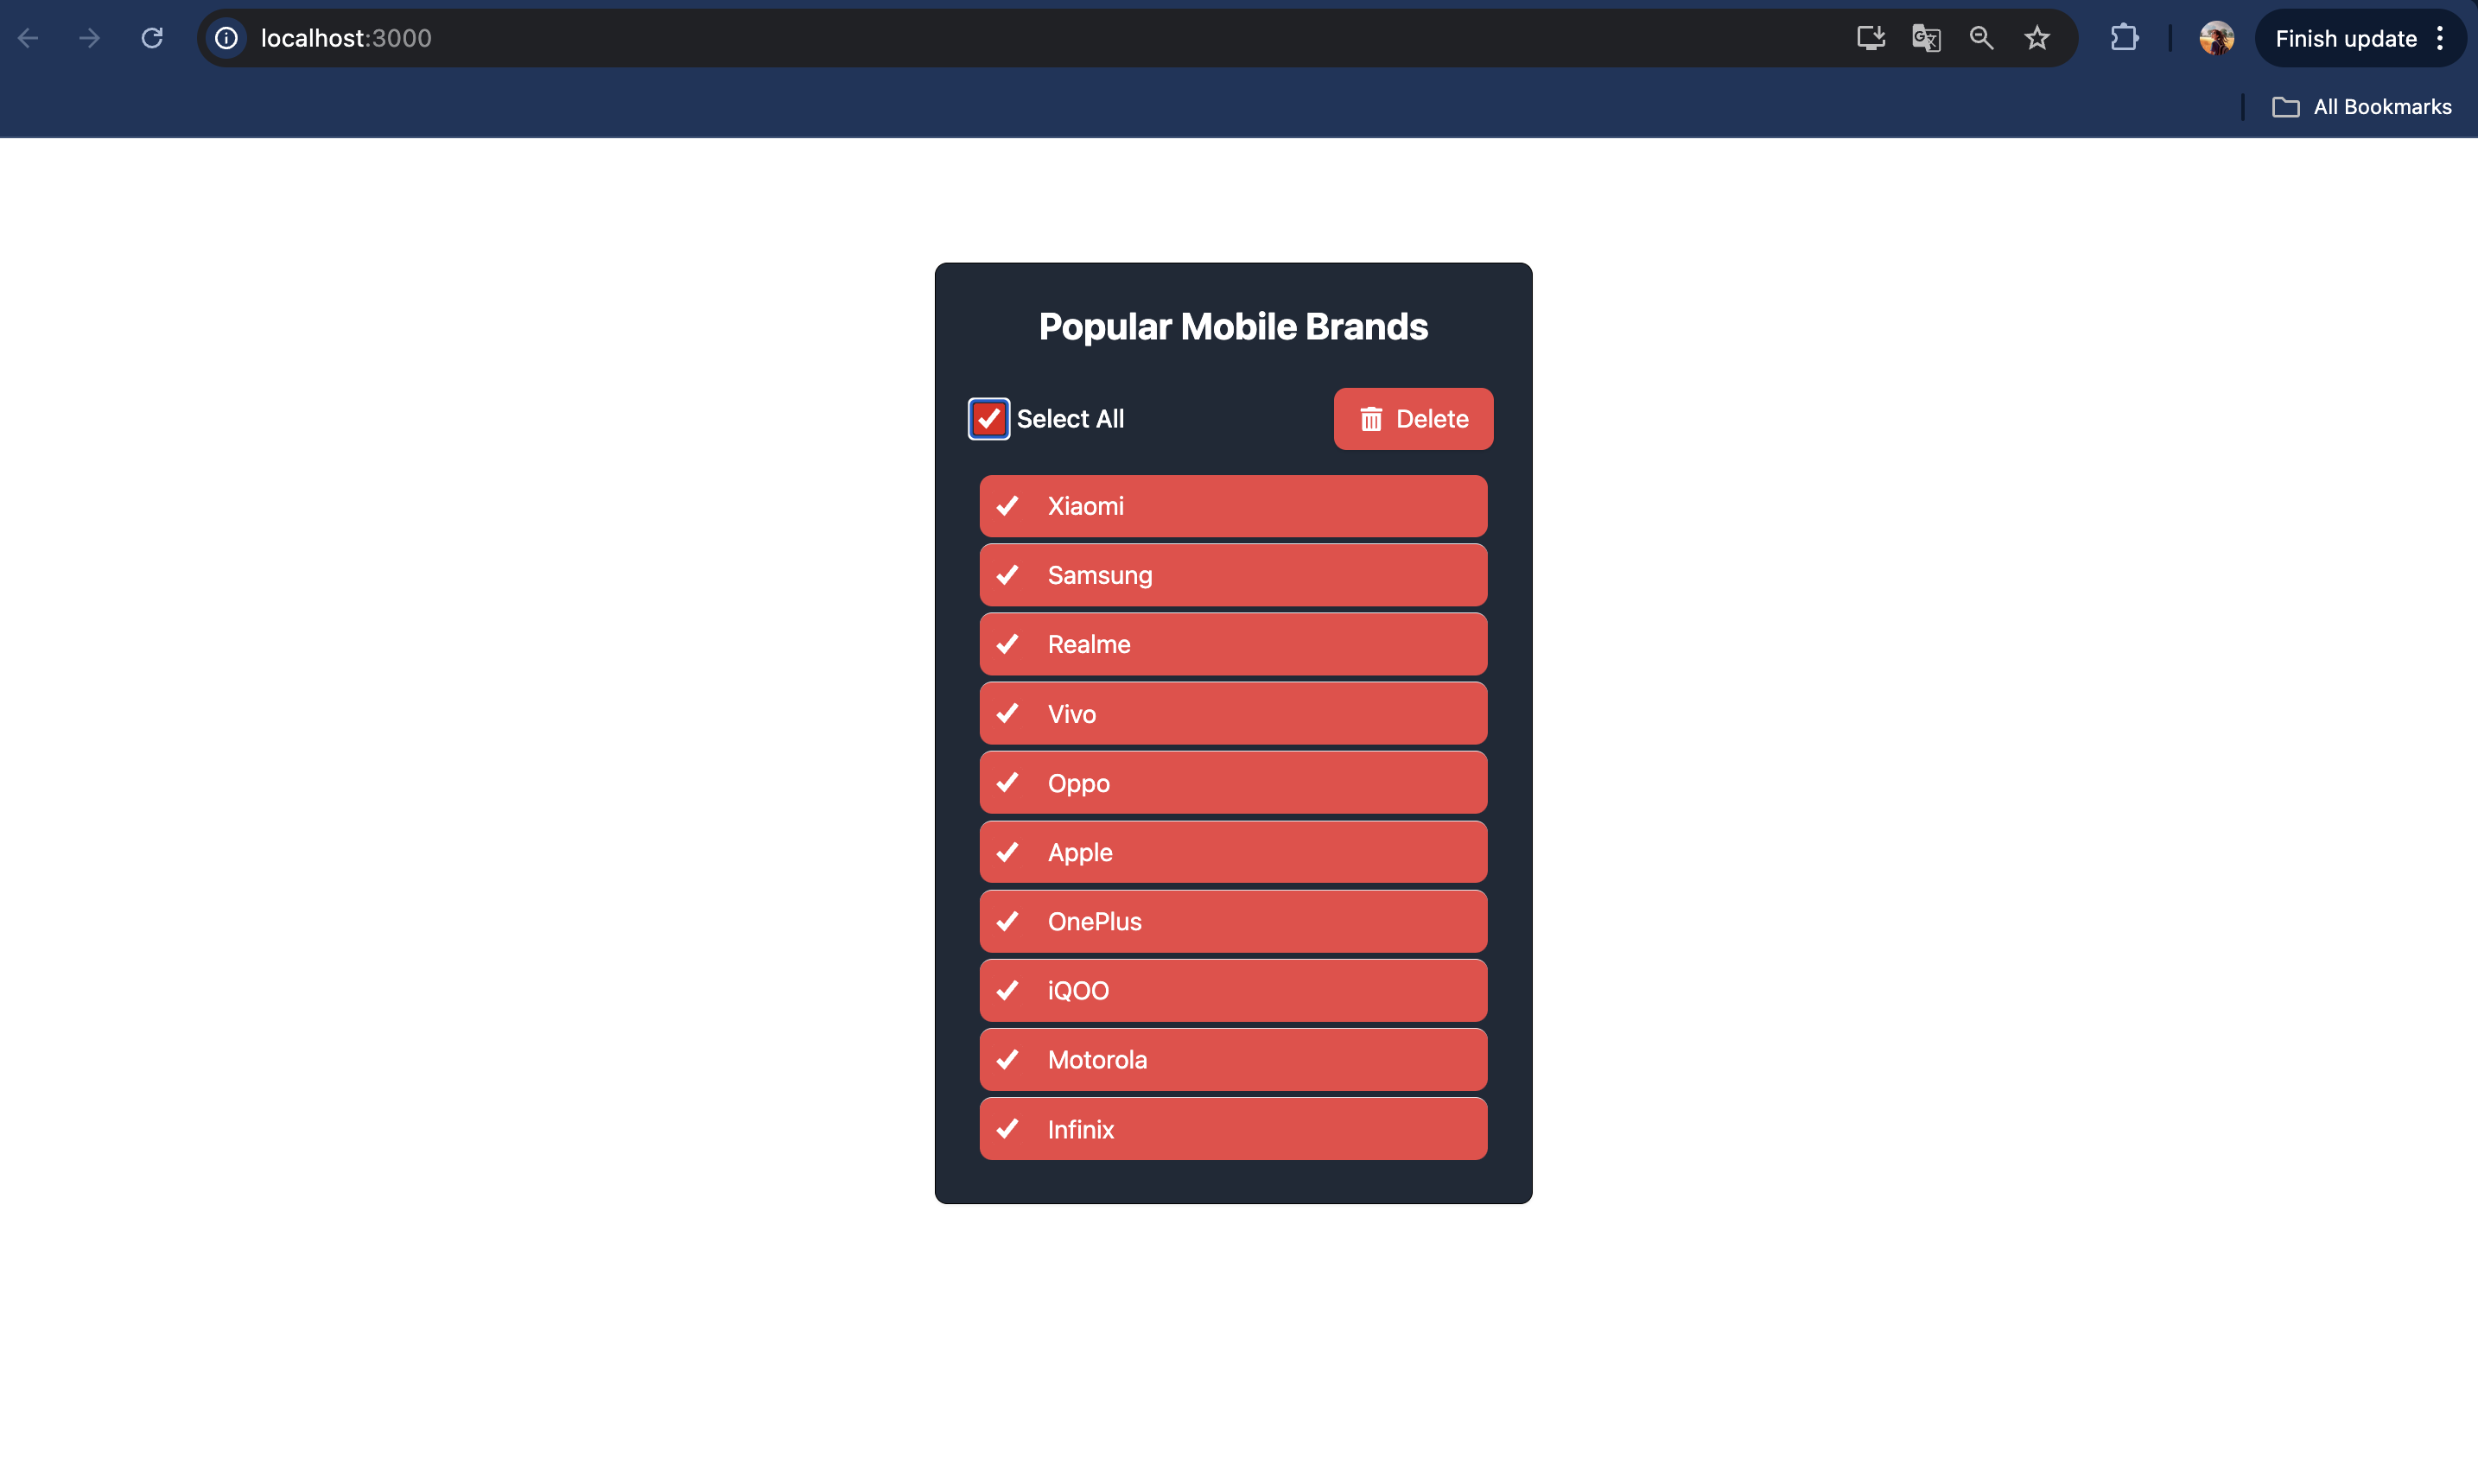 localhost:3000
Finish update
All Bookmarks
Popular Mobile Brands
Select All
Delete
Xiaomi
Samsung
Realme
Vivo
Oppo
Apple
OnePlus
iQOO
Motorola
Infinix